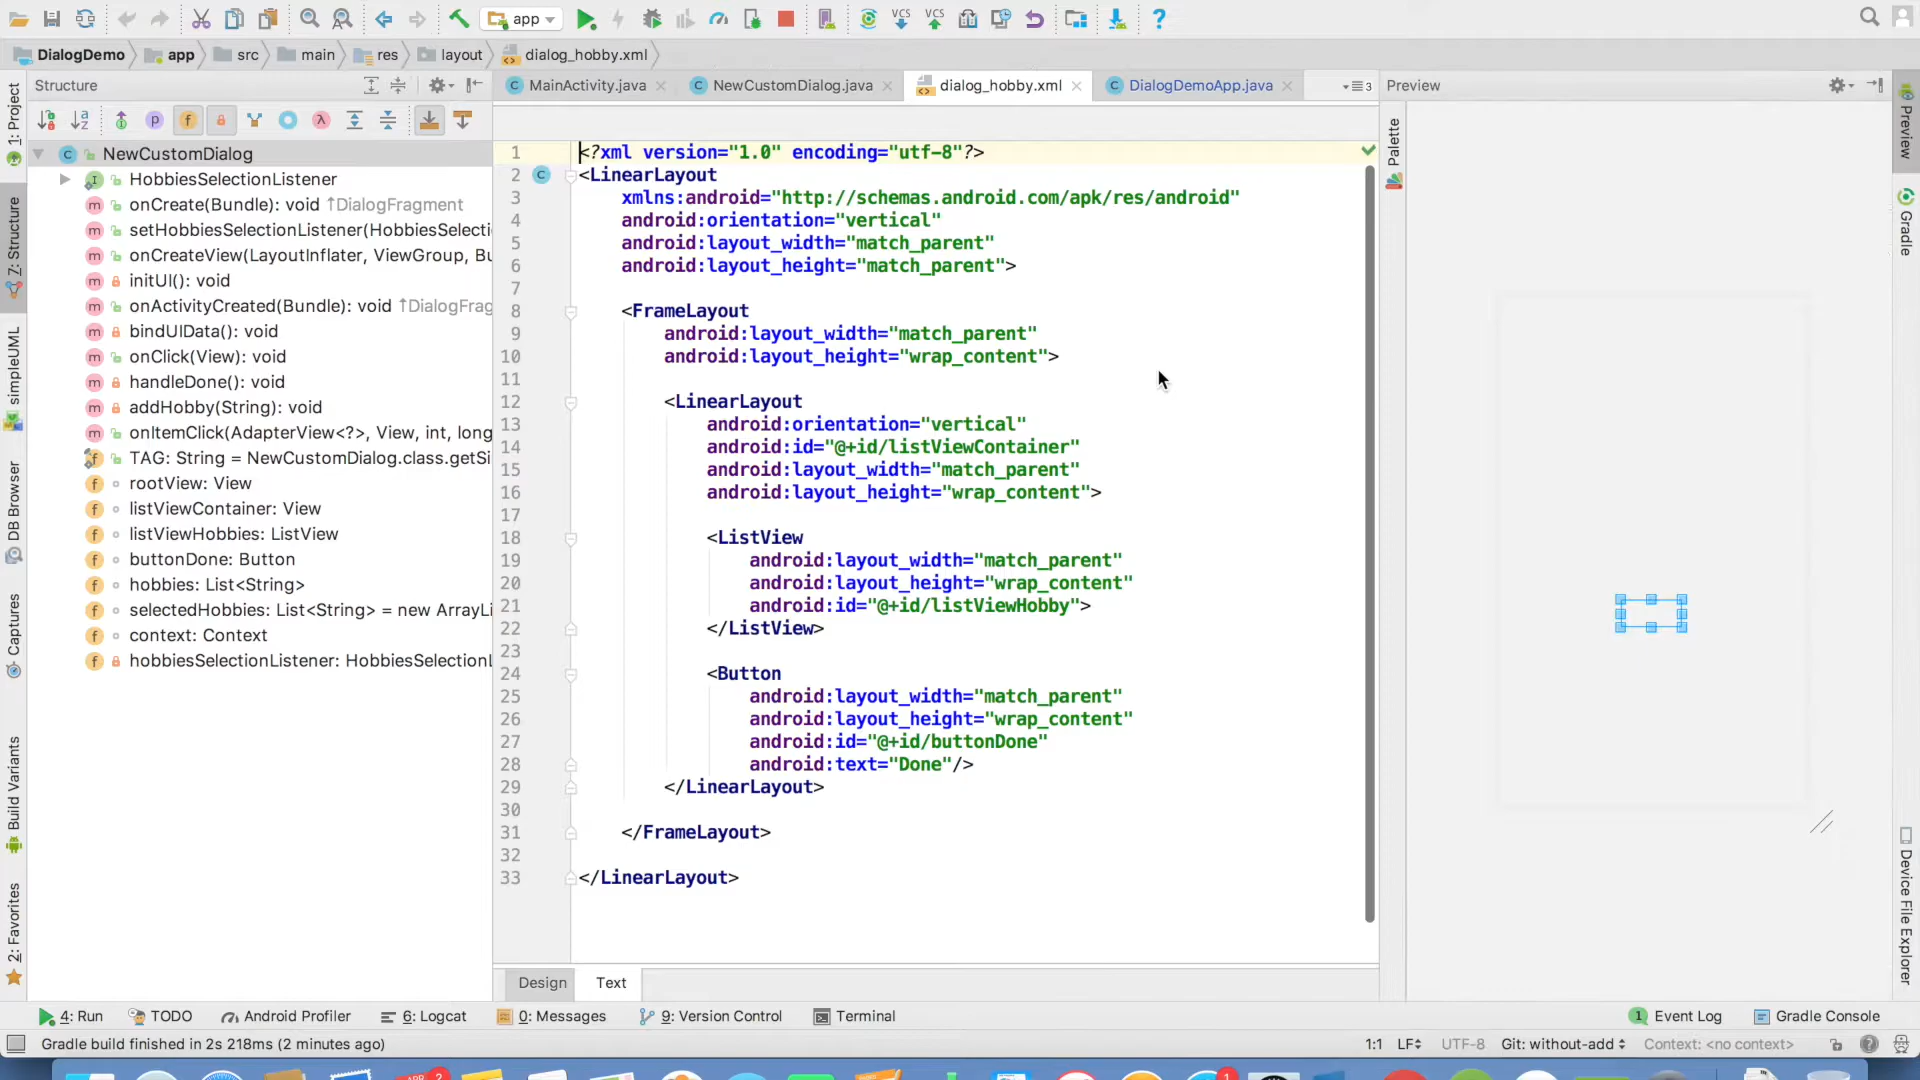 app
DialogDemo app src main res layout dialog_hobby.xml
Structure
MainActivity.java
NewCustomDialog.java
dialog_hobby.xml
DialogDemoApp.java
3
Preview
1: Project
7: Structure
simpleUML
DB Browser
Captures
Build Variants
2: Favorites
NewCustomDialog
HobbiesSelectionListener
onCreate(Bundle): void ↑DialogFragment
setHobbiesSelectionListener(HobbiesSelecti
onCreateView(LayoutInflater, ViewGroup, Bu
initUI(): void
onActivityCreated(Bundle): void ↑DialogFrag
bindUIData(): void
onClick(View): void
handleDone(): void
addHobby(String): void
onItemClick(AdapterView<?>, View, int, long
TAG: String = NewCustomDialog.class.getSi
rootView: View
listViewContainer: View
listViewHobbies: ListView
buttonDone: Button
hobbies: List<String>
selectedHobbies: List<String> = new ArrayLi
context: Context
hobbiesSelectionListener: HobbiesSelectionL
1 <?xml version="1.0" encoding="utf-8"?>
2 <LinearLayout
3 xmlns:android="http://schemas.android.com/apk/res/android"
4 android:orientation="vertical"
5 android:layout_width="match_parent"
6 android:layout_height="match_parent">
7
8 <FrameLayout
9 android:layout_width="match_parent"
10 android:layout_height="wrap_content">
11
12 <LinearLayout
13 android:orientation="vertical"
14 android:id="@+id/listViewContainer"
15 android:layout_width="match_parent"
16 android:layout_height="wrap_content">
17
18 <ListView
19 android:layout_width="match_parent"
20 android:layout_height="wrap_content"
21 android:id="@+id/listViewHobby">
22 </ListView>
23
24 <Button
25 android:layout_width="match_parent"
26 android:layout_height="wrap_content"
27 android:id="@+id/buttonDone"
28 android:text="Done"/>
29 </LinearLayout>
30
31 </FrameLayout>
32
33 </LinearLayout>
Palette
Preview
Gradle
Device File Explorer
Design Text
4: Run TODO Android Profiler 6: Logcat 0: Messages 9: Version Control Terminal 1 Event Log Gradle Console
Gradle build finished in 2s 218ms (2 minutes ago) 1:1 LF UTF-8 Git: without-add Context: <no context>
2
1